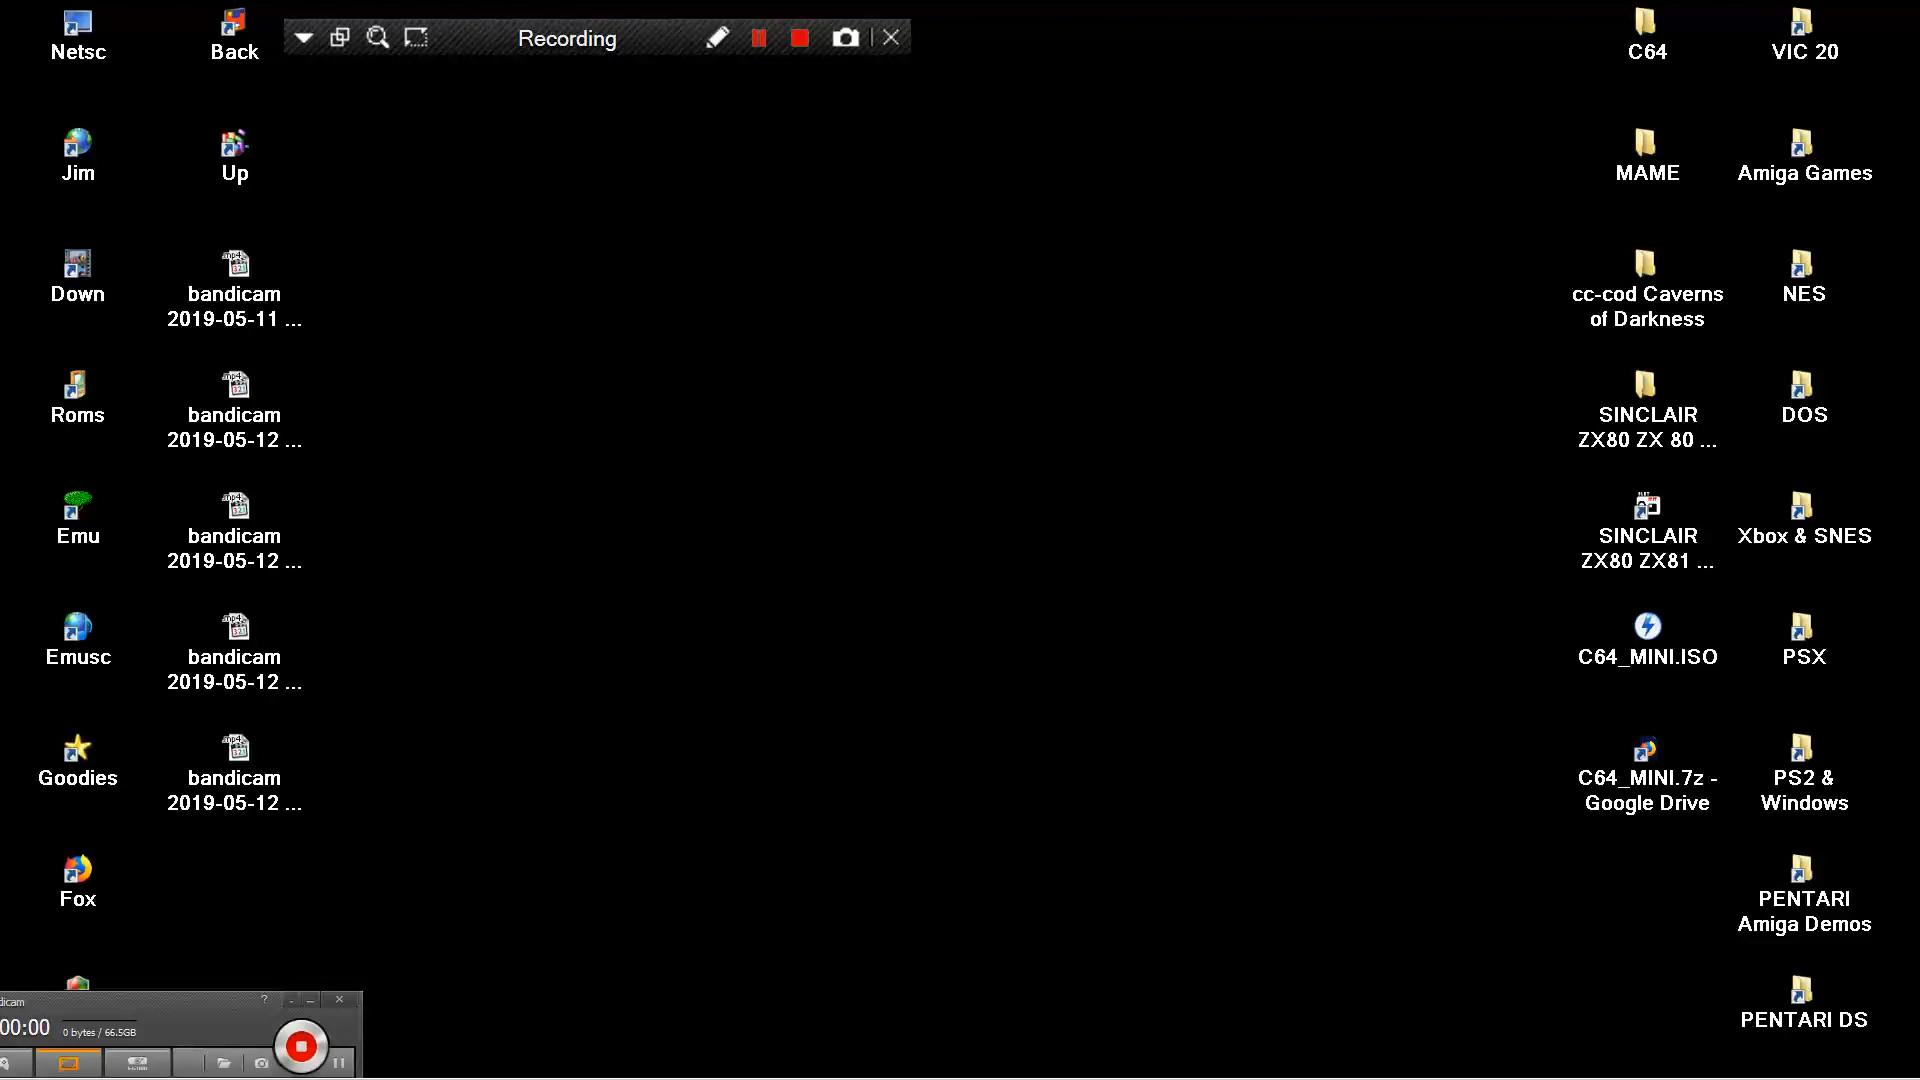 Netsc
Back
Recording
C64
VIC 20
Jim
Up
MAME
Amiga Games
Down
bandicam
2019-05-11 ...
cc-cod Caverns
of Darkness
NES
Roms
bandicam
2019-05-12 ...
SINCLAIR
ZX80 ZX 80 ...
DOS
Emu
bandicam
2019-05-12 ...
SINCLAIR
ZX80 ZX81 ...
Xbox & SNES
Emusc
bandicam
2019-05-12 ...
C64_MINI.ISO
PSX
Goodies
bandicam
2019-05-12 ...
C64_MINI.7z -
Google Drive
PS2 &
Windows
Fox
PENTARI
Amiga Demos
dicam
00:00
0 bytes / 66.5GB
PENTARI DS